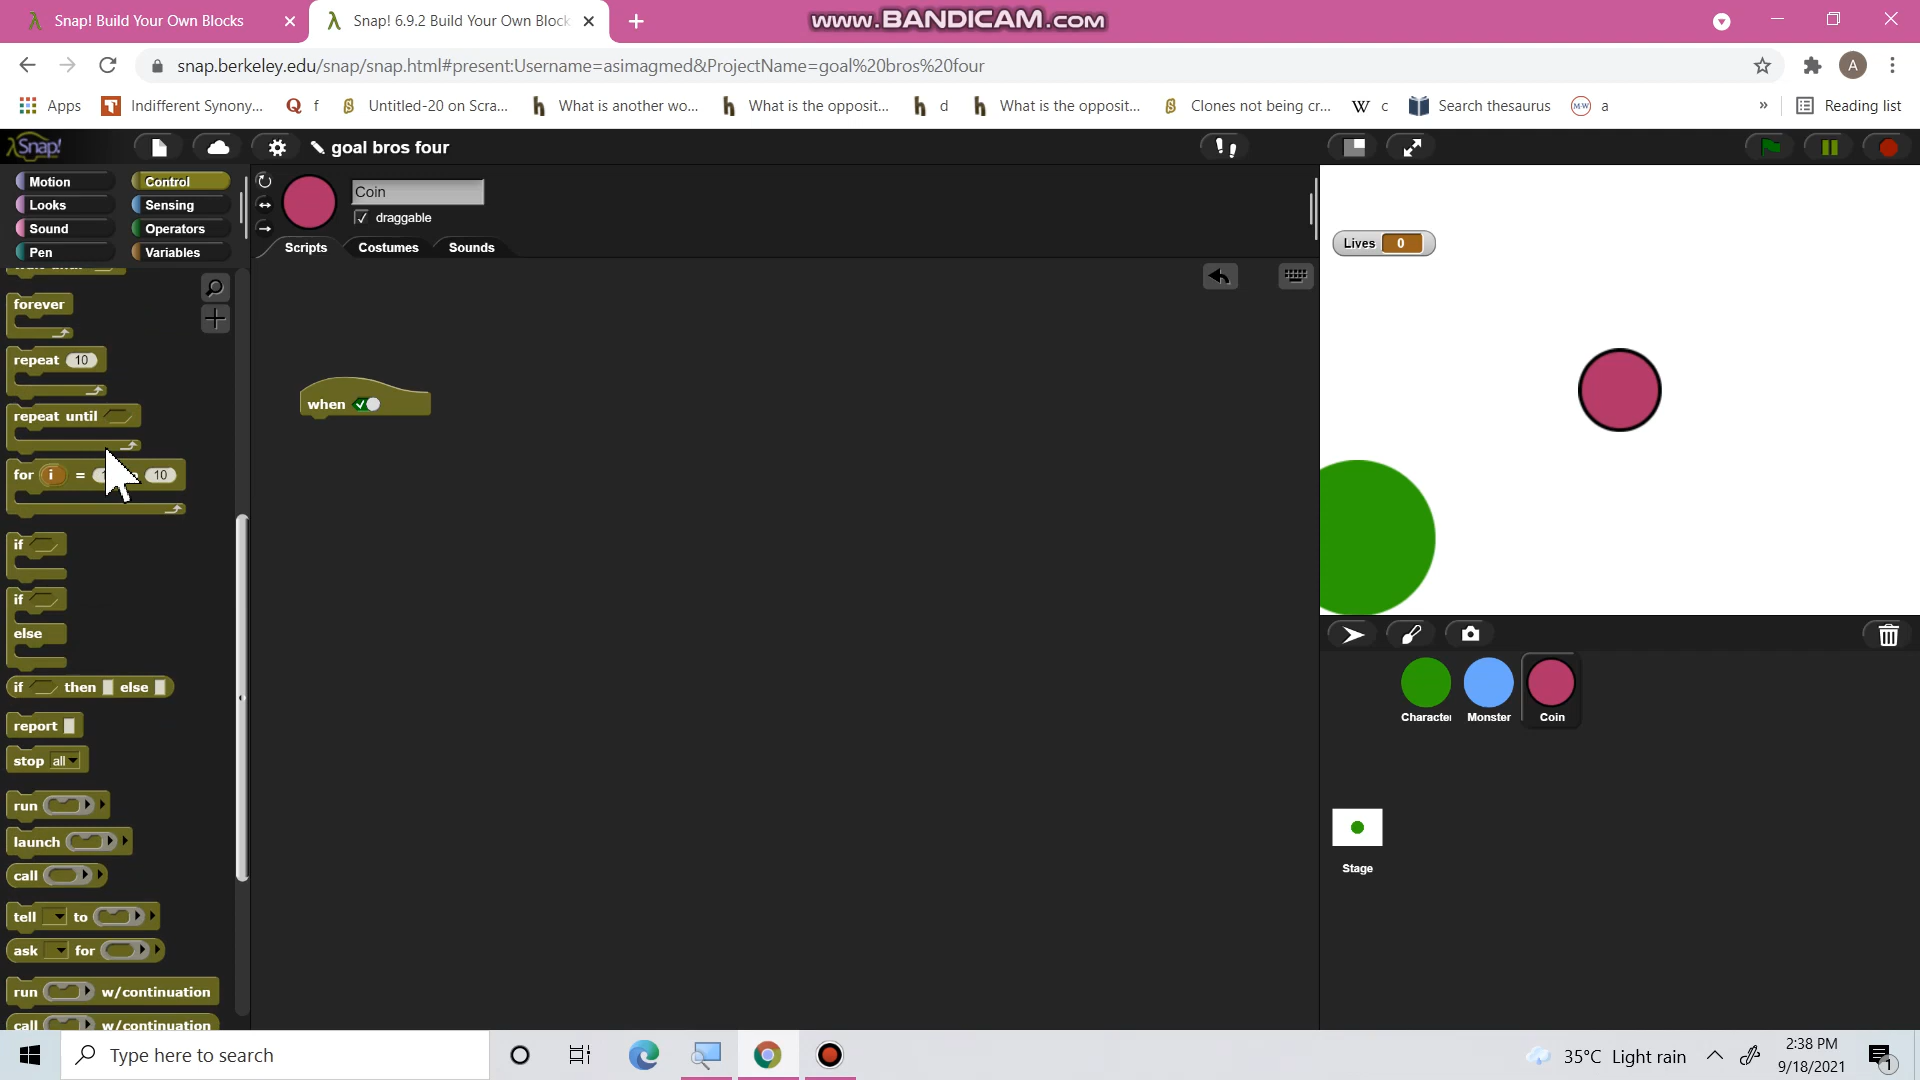 Snap! Build Your Own Blocks
Snap! 6.9.2 Build Your Own Block
www.BANDICAM.com
snap.berkeley.edu/snap/snap.html#present:Username=asimagmed&ProjectName=goal%20bros%20four
A
Apps
Indifferent Synony...
f
Untitled-20 on Scra...
What is another wo...
What is the opposit...
d
What is the opposit...
Clones not being cr...
c
Search thesaurus
a
»
Reading list
Snap!
goal bros four
Motion
Control
Looks
Sensing
Sound
Operators
Pen
Variables
Coin
draggable
Scripts
Costumes
Sounds
forever
repeat 10
repeat until
for i = 10
if
if
else
if then else
report
stop all
run
launch
call
tell to
ask for
run w/continuation
call w/continuation
when
Lives 0
Character
Monster
Coin
Stage
Type here to search
35°C Light rain
2:38 PM
9/18/2021
1